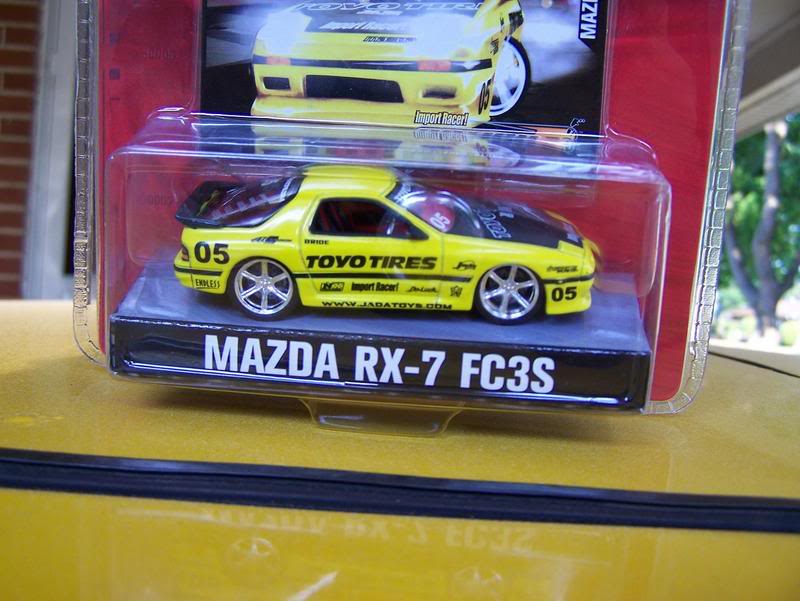 TOYO TIRES
Import Racer!
MAZ
05
Import Racer!
05
BRIDE
05
TOYO TIRES
ENDLESS
Import Racer!
05
WWW.JADATOYS.COM
MAZDA RX-7 FC3S